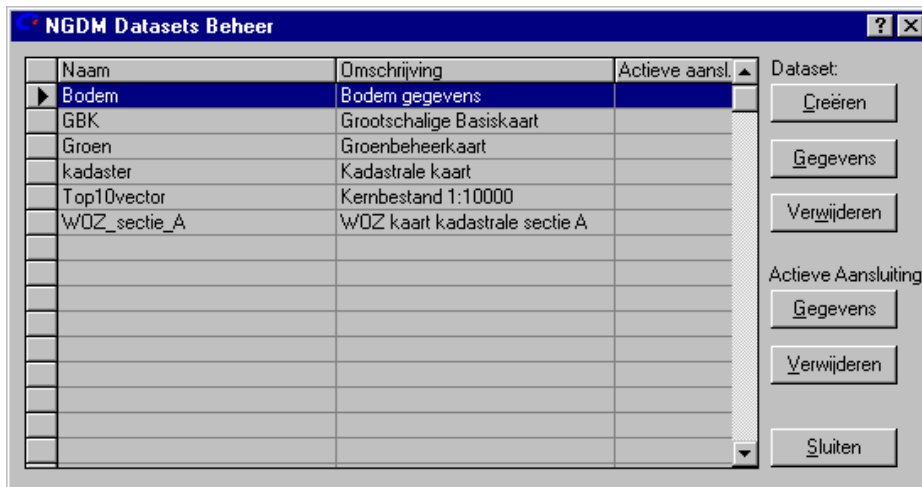 NGDM Datasets Beheer
Naam Omschrijving Actieve aansl.
Bodem Bodem gegevens
GBK Grootschalige Basiskaart
Groen Groenbeheerkaart
kadaster Kadastrale kaart
Top10vector Kernbestand 1:10000
WOZ_sectie_A WOZ kaart kadastrale sectie A
Dataset:
Creëren
Gegevens
Verwijderen
Actieve Aansluiting
Gegevens
Verwijderen
Sluiten